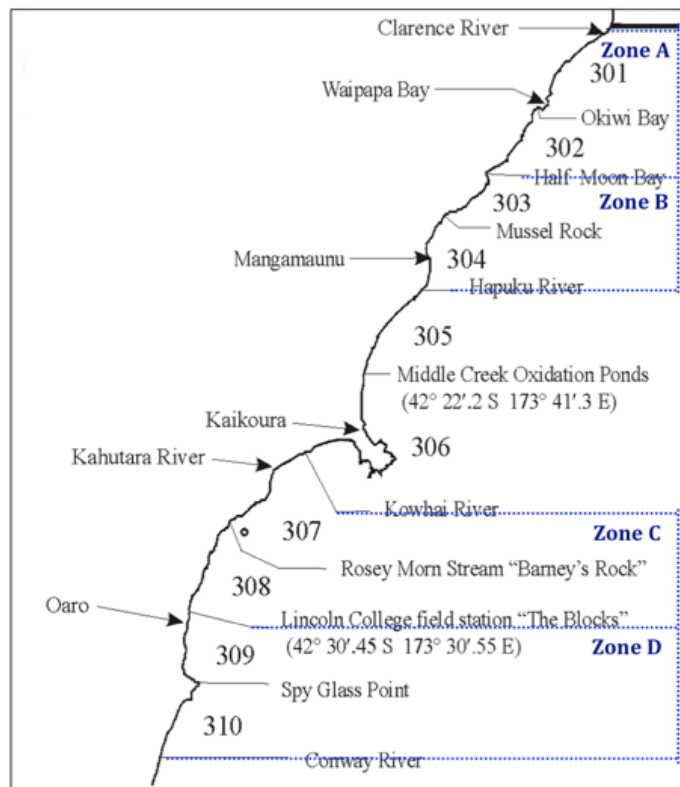 Clarence River
Zone A
301
Waipapa Bay
Okiwi Bay
302
Half Moon Bay
303
Zone B
Mussel Rock
Mangamaunu
304
Hapuku River
305
Middle Creek Oxidation Ponds
(42° 22'.2 S 173° 41'.3 E)
Kaikoura
306
Kahutara River
Kowhai River
307
Zone C
Rosey Morn Stream “Barney’s Rock”
308
Oaro
Lincoln College field station “The Blocks”
309
(42° 30'.45 S 173° 30'.55 E)
Zone D
Spy Glass Point
310
Conway River